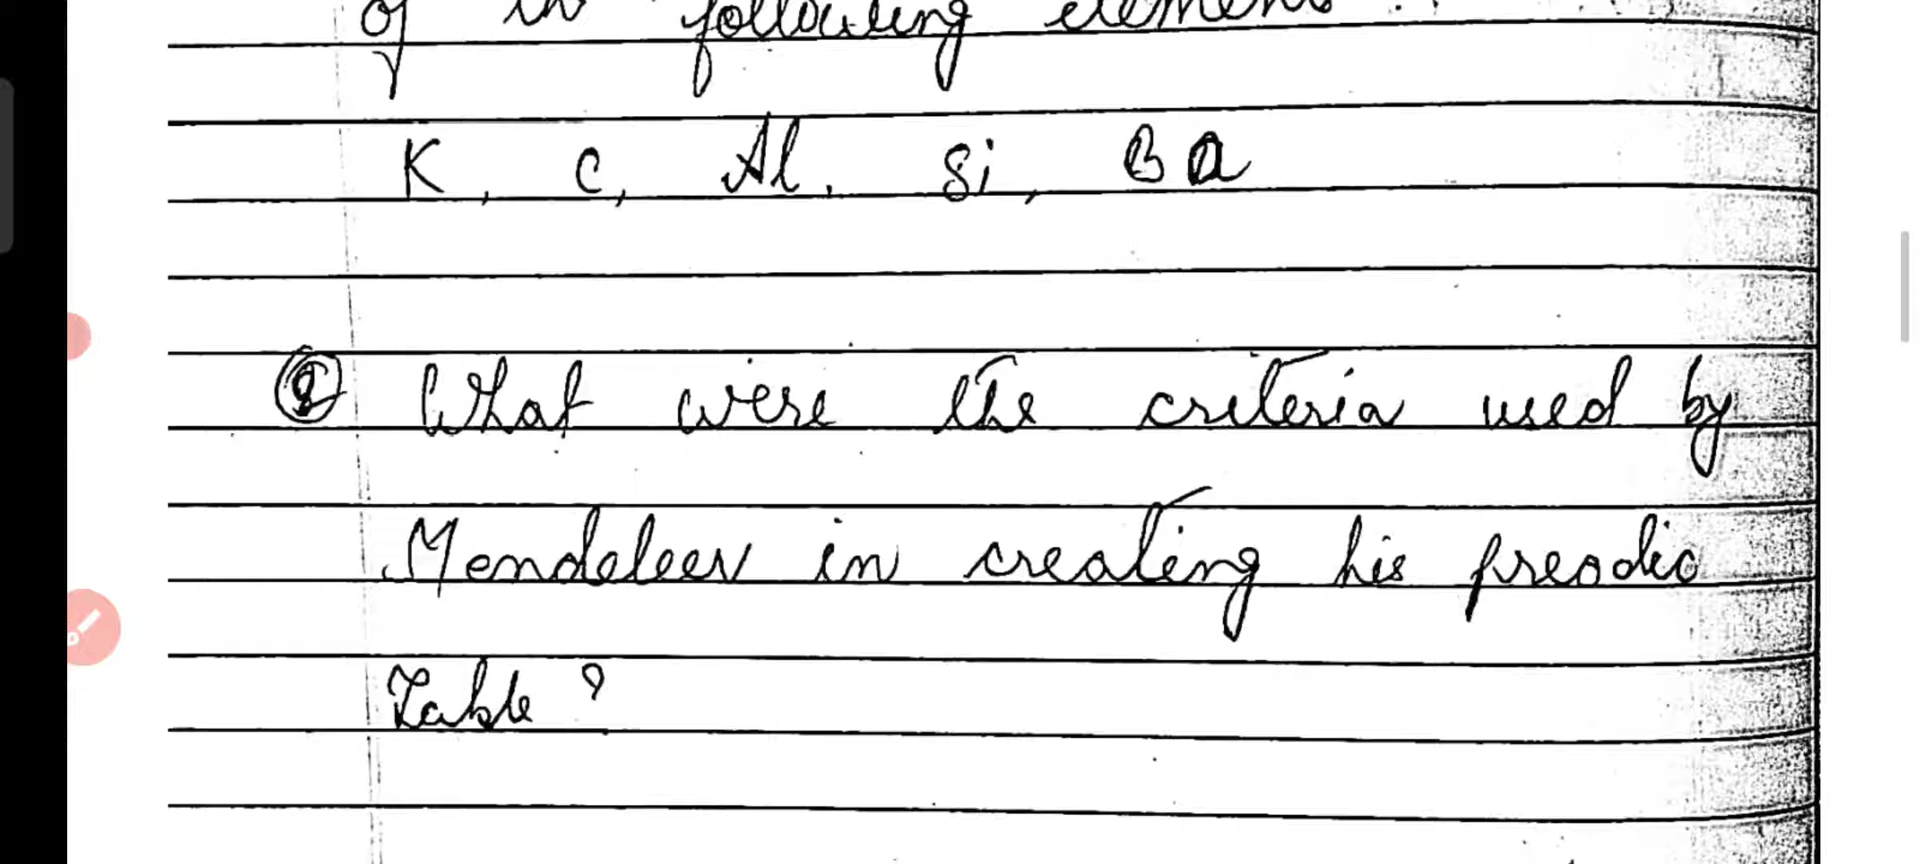 of the following elements
K, C, Al, Si, Ba
② What were the criteria used by
Mendeleev in creating his preodic
Table ?